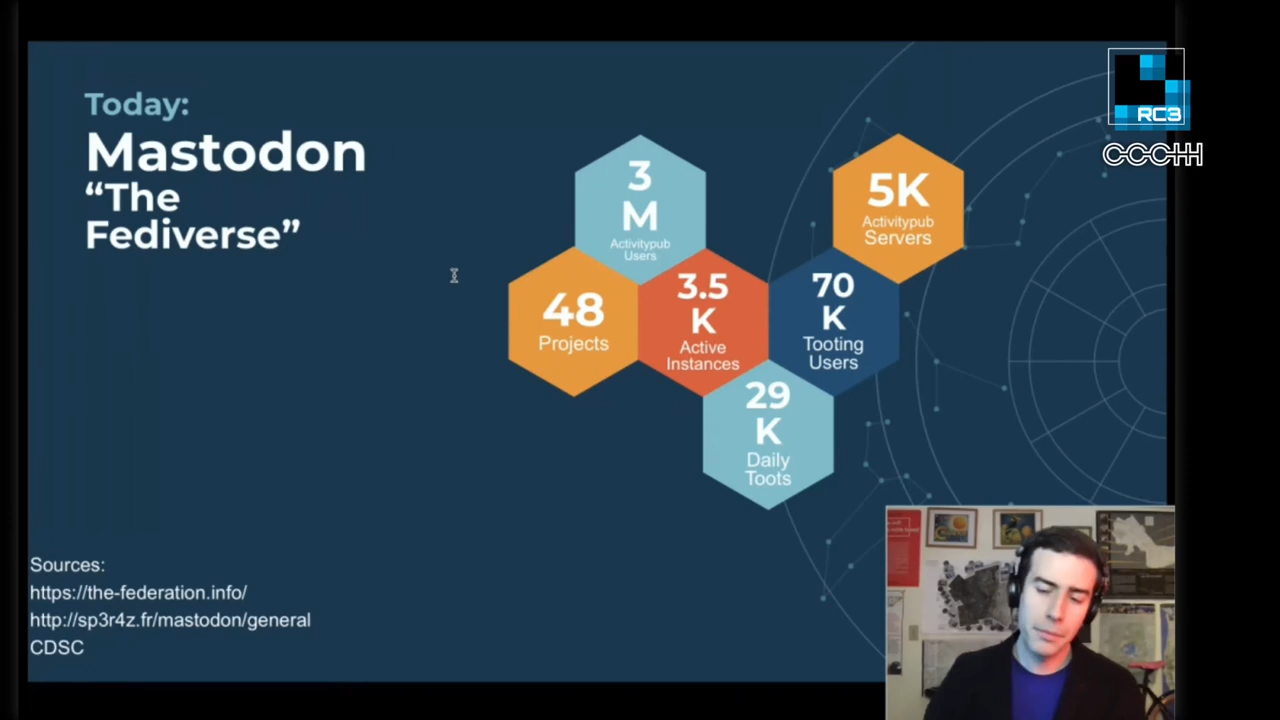 Today:
Mastodon
“The
Fediverse”
3
M
Activitypub
Users
5K
Activitypub
Servers
48
Projects
3.5
K
Active
Instances
70
K
Tooting
Users
29
K
Daily
Toots
Sources:
https://the-federation.info/
http://sp3r4z.fr/mastodon/general
CDSC
RC3
CCCHH